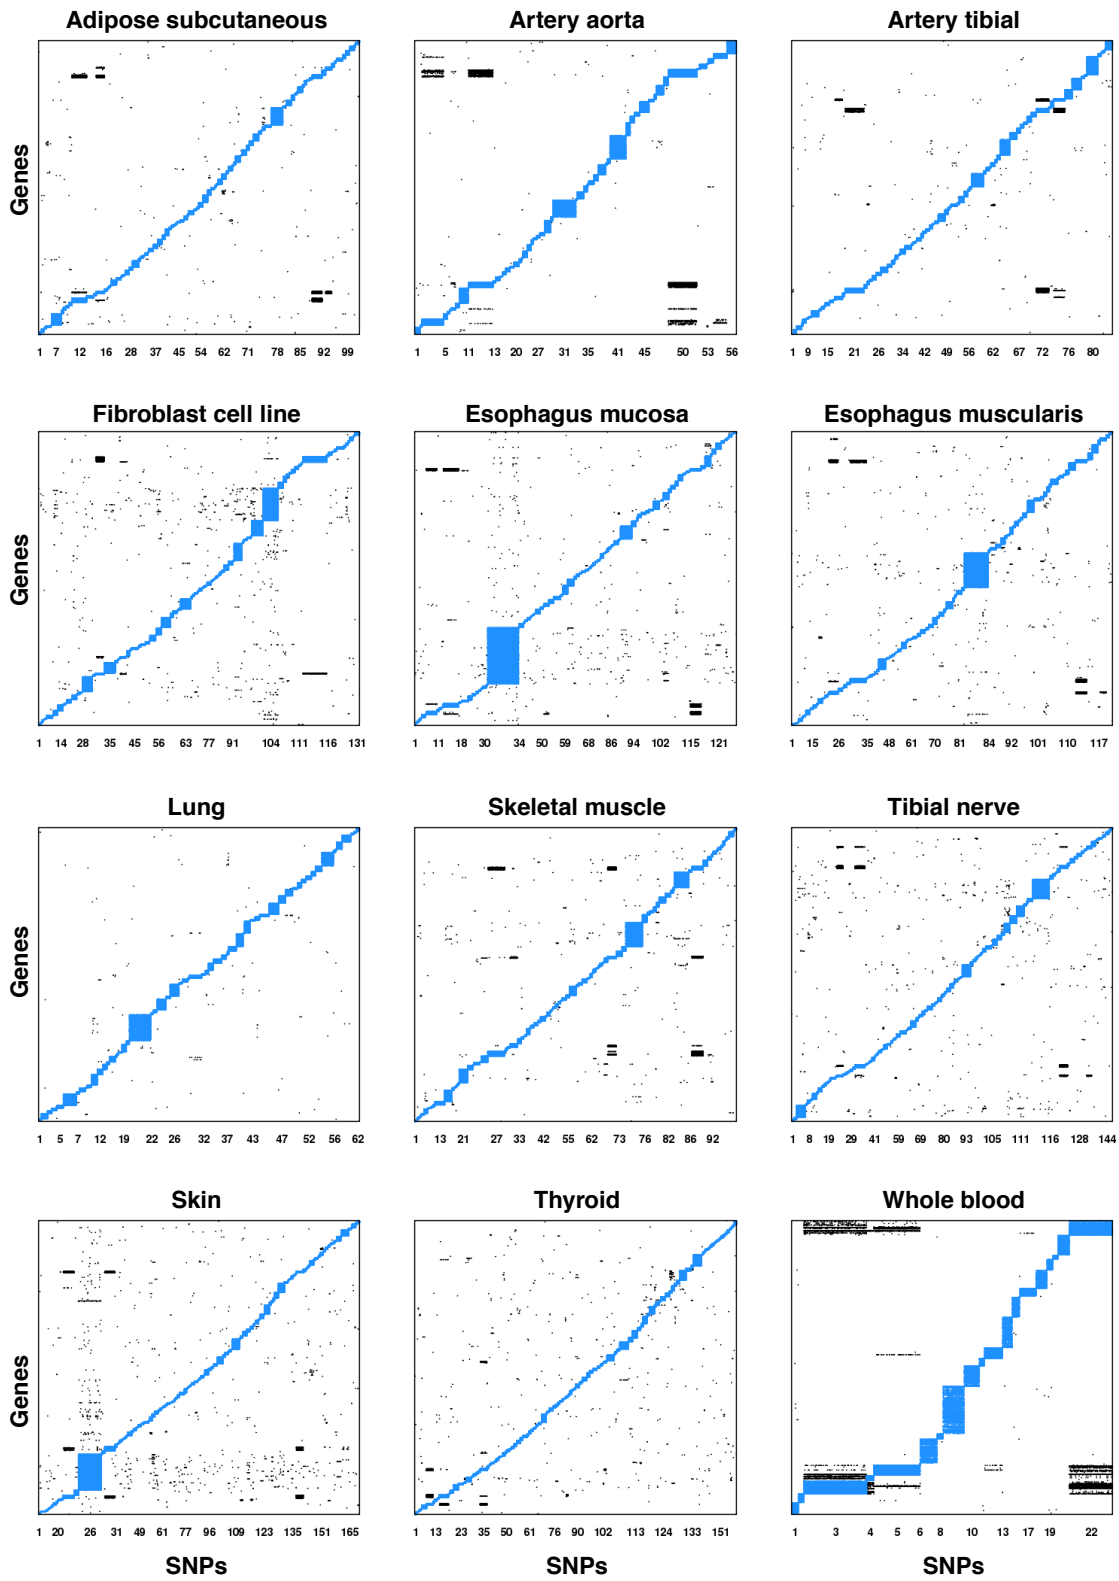 Adipose subcutaneous
Artery aorta
Artery tibial
Genes
1 7 12 16 28 37 45 54 62 71 78 85 92 99
1 5 11 13 20 27 31 35 41 45 50 53 56
1 9 15 21 26 34 42 49 56 62 67 72 76 80
Fibroblast cell line
Esophagus mucosa
Esophagus muscularis
Genes
1 14 28 35 45 56 63 77 91 104 111 116 131
1 11 18 30 34 50 59 68 86 94 102 115 121
1 15 26 35 48 61 70 81 84 92 101 110 117
Lung
Skeletal muscle
Tibial nerve
Genes
1 5 7 12 19 22 26 32 37 43 47 52 56 62
1 13 21 27 33 42 55 62 73 76 86 92
1 8 19 29 41 59 69 80 93 105 111 116 128 144
Skin
Thyroid
Whole blood
Genes
1 20 26 31 49 61 77 96 109 123 135 151 165
1 13 23 35 50 61 76 90 102 113 124 133 151
1 3 4 5 6 8 10 13 17 19 22
SNPs
SNPs